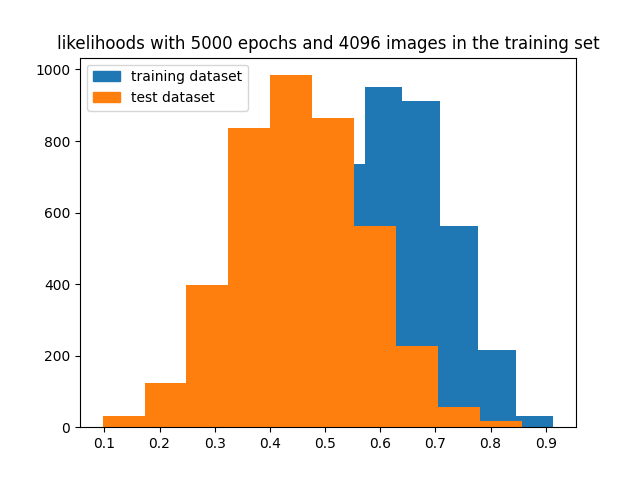 likelihoods with 5000 epochs and 4096 images in the training set
training dataset
test dataset
1000
800
600
400
200
0
0.1 0.2 0.3 0.4 0.5 0.6 0.7 0.8 0.9